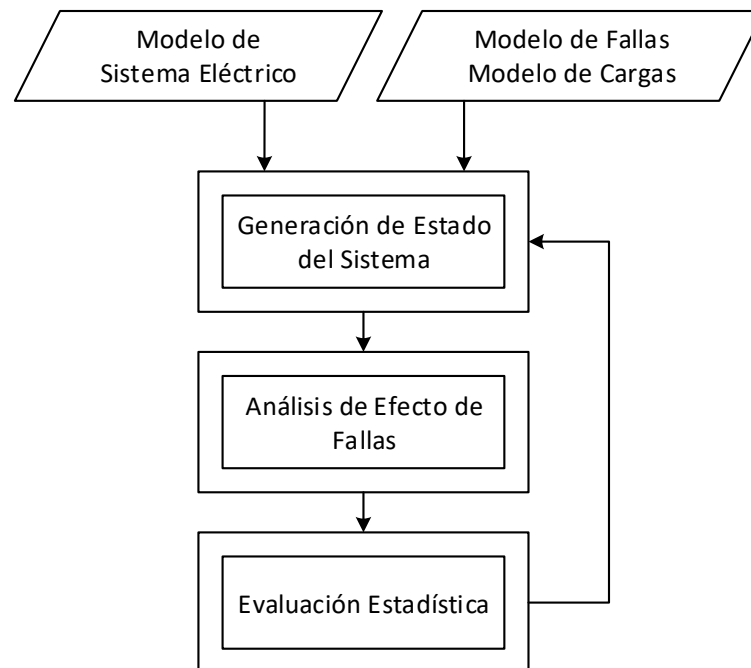 Modelo de
Sistema Eléctrico
Modelo de Fallas
Modelo de Cargas
Generación de Estado
del Sistema
Análisis de Efecto de
Fallas
Evaluación Estadística